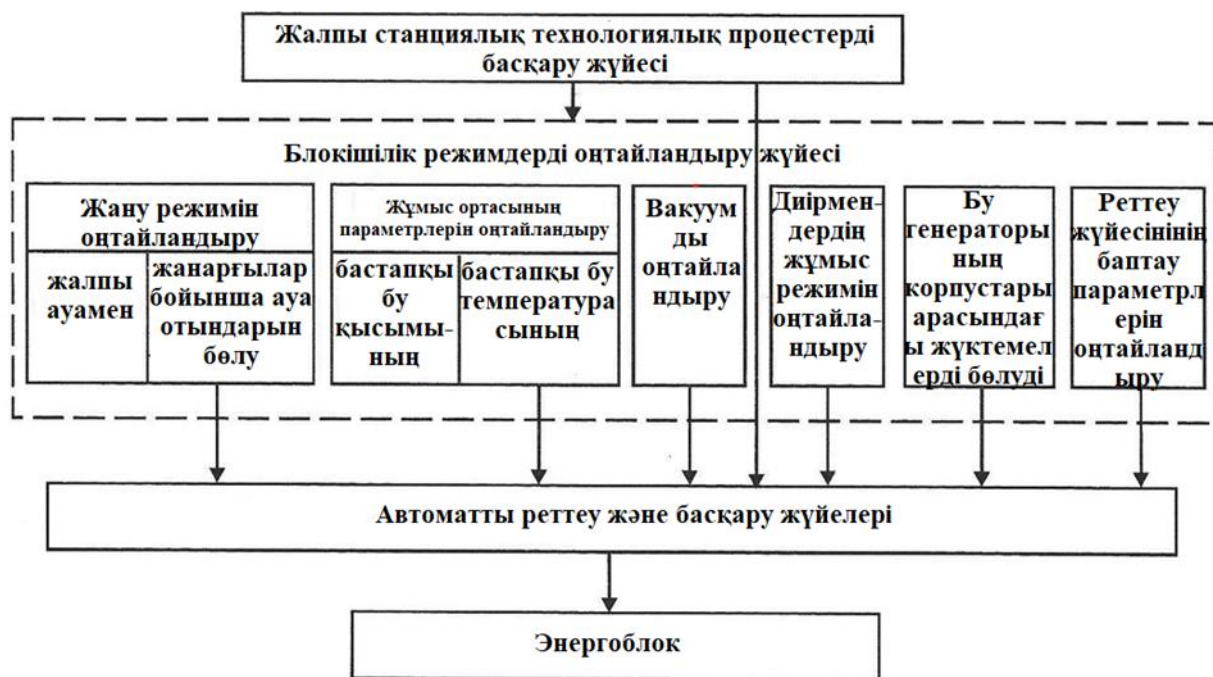 Жалпы станциялық технологиялық процестерді
басқару жүйесі
Блокішілік режимдерді оңтайландыру жүйесі
Жану режимін
оңтайландыру
жалпы
ауамен
жанарғылар
бойынша ауа
отындарын
бөлу
Жұмыс ортасының
параметрлерін оңтайландыру
бастапқы
бу
қысымы-
ның
бастапқы бу
температура
сының
Вакуум
ды
оңтайла
ндыру
Диірмен-
дердің
жұмыс
режимін
оңтайла-
ндыру
Бу
генераторы
ның
корпустары
арасындағ
ы жүктемел
ерді бөлуді
Реттеу
жүйесінінің
баптау
параметрл
ерін
оңтайланд
ыру
Автоматты реттеу және басқару жүйелері
Энергоблок